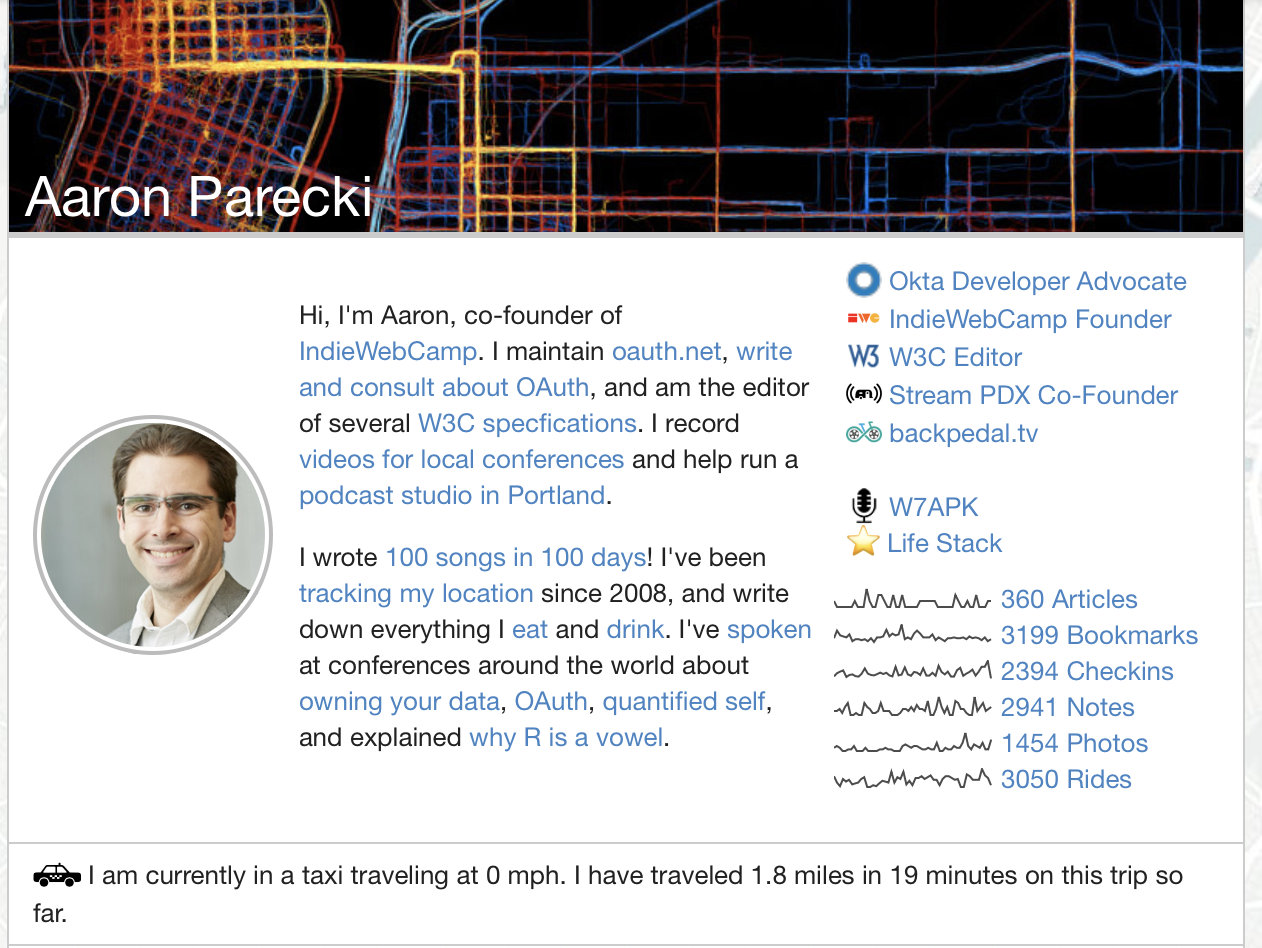 Aaron Parecki
Hi, I'm Aaron, co-founder of
IndieWebCamp. I maintain oauth.net, write
and consult about OAuth, and am the editor
of several W3C specfications. I record
videos for local conferences and help run a
podcast studio in Portland.
I wrote 100 songs in 100 days! I've been
tracking my location since 2008, and write
down everything I eat and drink. I've spoken
at conferences around the world about
owning your data, OAuth, quantified self,
and explained why R is a vowel.
Okta Developer Advocate
IWC IndieWebCamp Founder
W3 W3C Editor
Stream PDX Co-Founder
backpedal.tv
W7APK
Life Stack
360 Articles
3199 Bookmarks
2394 Checkins
2941 Notes
1454 Photos
3050 Rides
I am currently in a taxi traveling at 0 mph. I have traveled 1.8 miles in 19 minutes on this trip so
far.